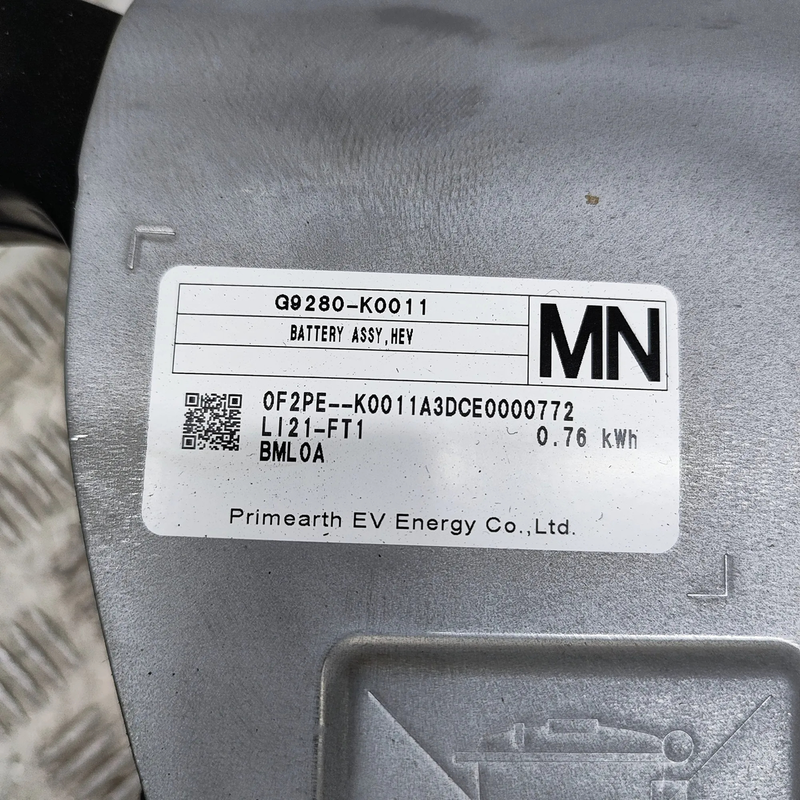 G9280-K0011
BATTERY ASSY,HEV
MN
0F2PE--K0011A3DCE0000772
LI21-FT1
0.76 kWh
BML0A
Primearth EV Energy Co.,Ltd.